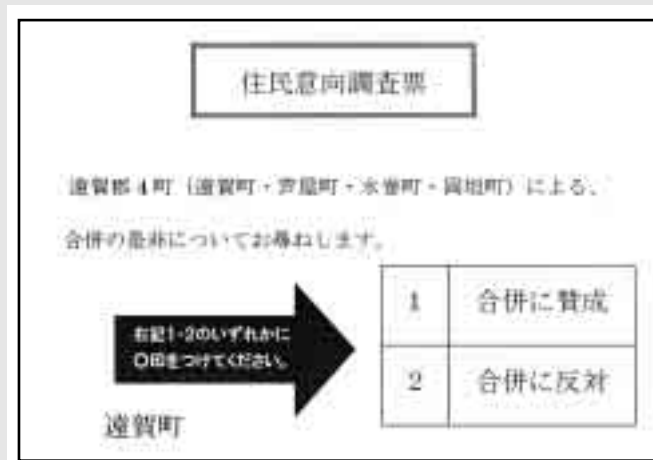 住民意向調査票
遠賀郡4町（遠賀町・芦屋町・水巻町・岡垣町）による、
合併の是非についてお尋ねします。
右記1・2のいずれかに
〇印をつけてください。
1 合併に賛成
2 合併に反対
遠賀町